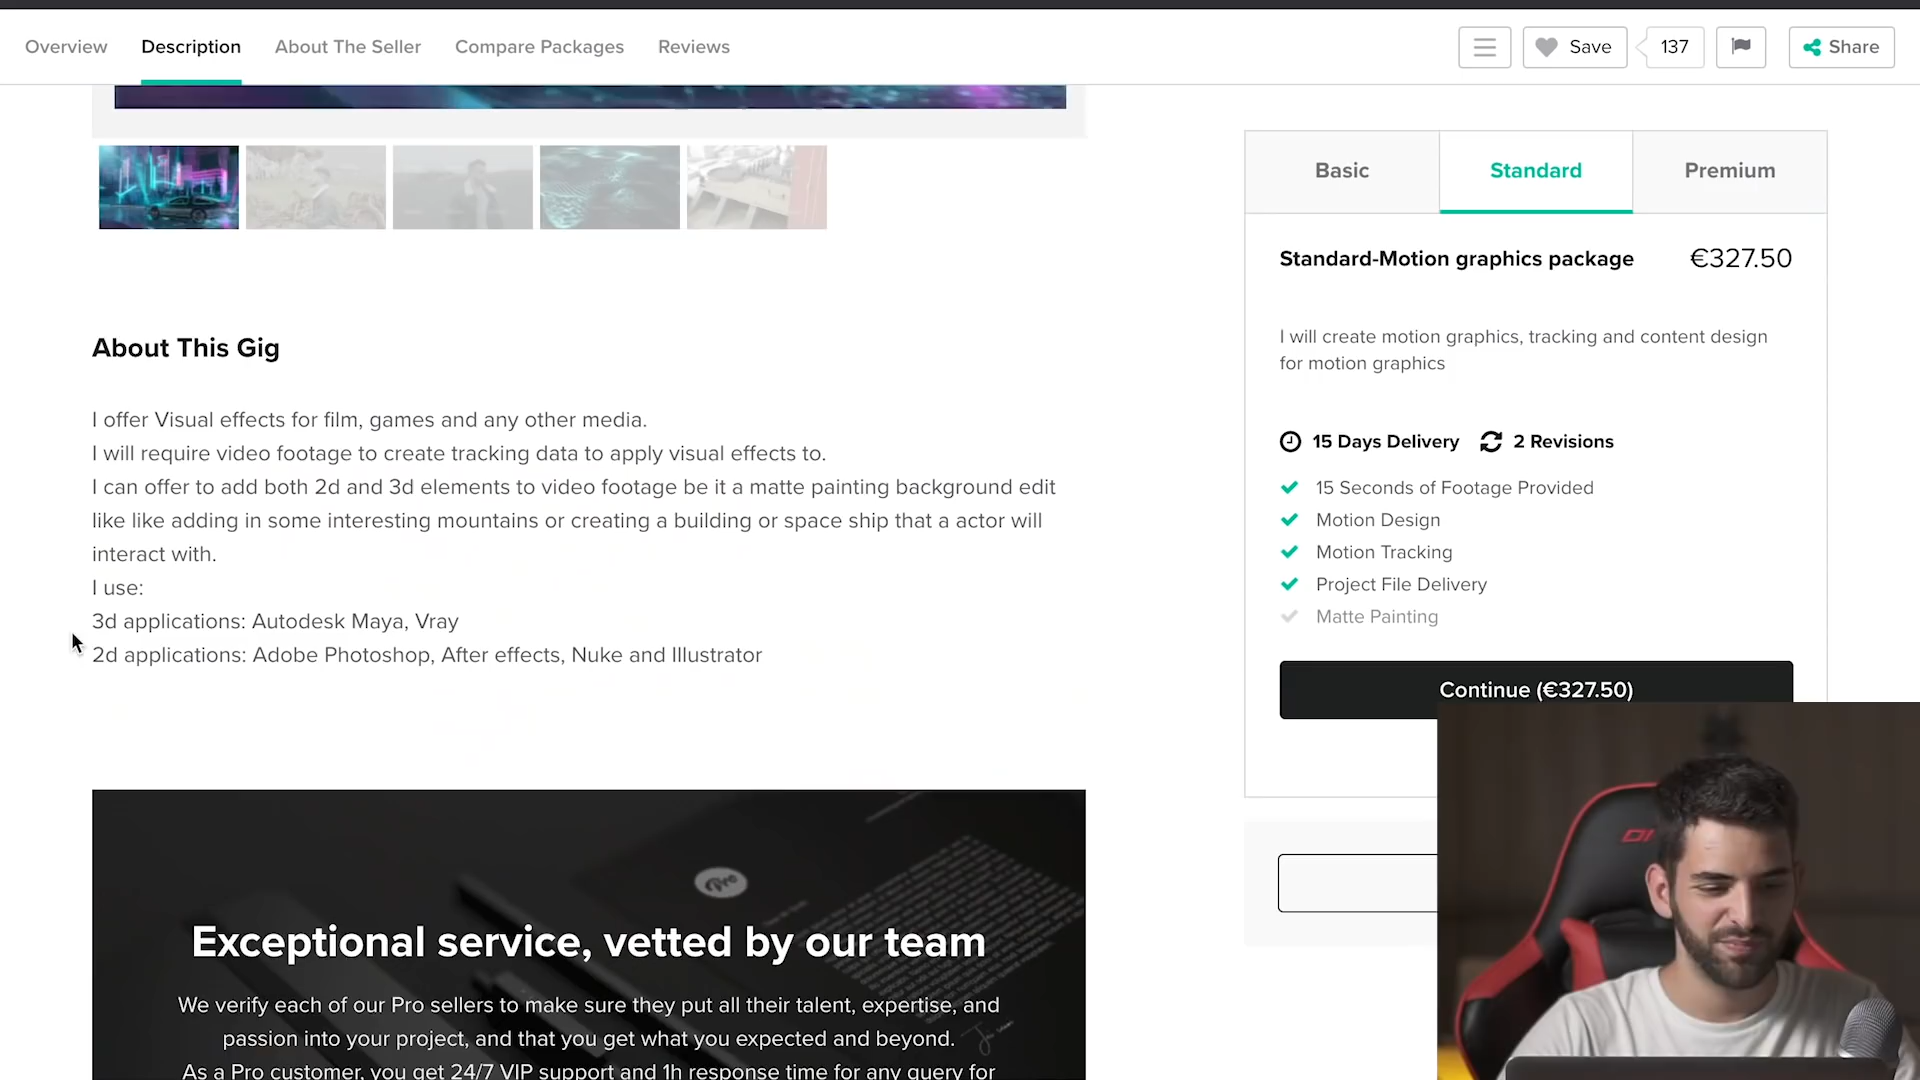 Overview
Description
About The Seller
Compare Packages
Reviews
Save
137
Share
Basic
Standard
Premium
Standard-Motion graphics package
€327.50
I will create motion graphics, tracking and content design
for motion graphics
15 Days Delivery
2 Revisions
15 Seconds of Footage Provided
Motion Design
Motion Tracking
Project File Delivery
Matte Painting
Continue (€327.50)
About This Gig
I offer Visual effects for film, games and any other media.
I will require video footage to create tracking data to apply visual effects to.
I can offer to add both 2d and 3d elements to video footage be it a matte painting background edit
like like adding in some interesting mountains or creating a building or space ship that a actor will
interact with.
I use:
3d applications: Autodesk Maya, Vray
2d applications: Adobe Photoshop, After effects, Nuke and Illustrator
Pro
Exceptional service, vetted by our team
We verify each of our Pro sellers to make sure they put all their talent, expertise, and
passion into your project, and that you get what you expected and beyond.
As a Pro customer, you get 24/7 VIP support and 1h response time for any query for